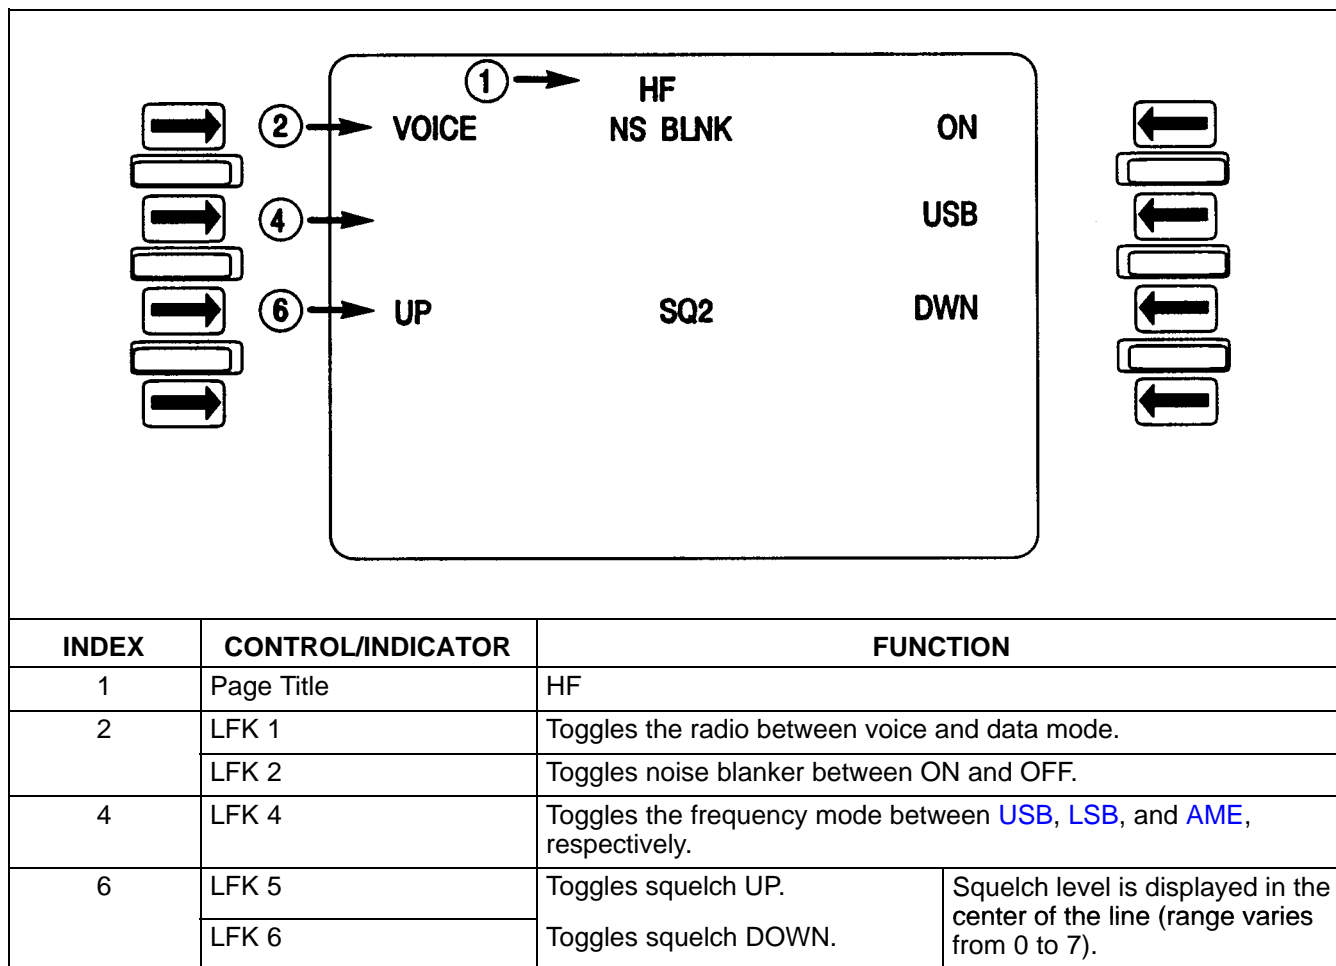 1 HF
2 VOICE NS BLNK ON
4 USB
6 UP SQ2 DWN
INDEX CONTROL/INDICATOR FUNCTION
1 Page Title HF
2 LFK 1 Toggles the radio between voice and data mode.
LFK 2 Toggles noise blanker between ON and OFF.
4 LFK 4 Toggles the frequency mode between USB, LSB, and AME,
respectively.
6 LFK 5 Toggles squelch UP. Squelch level is displayed in the
center of the line (range varies
LFK 6 Toggles squelch DOWN. from 0 to 7).